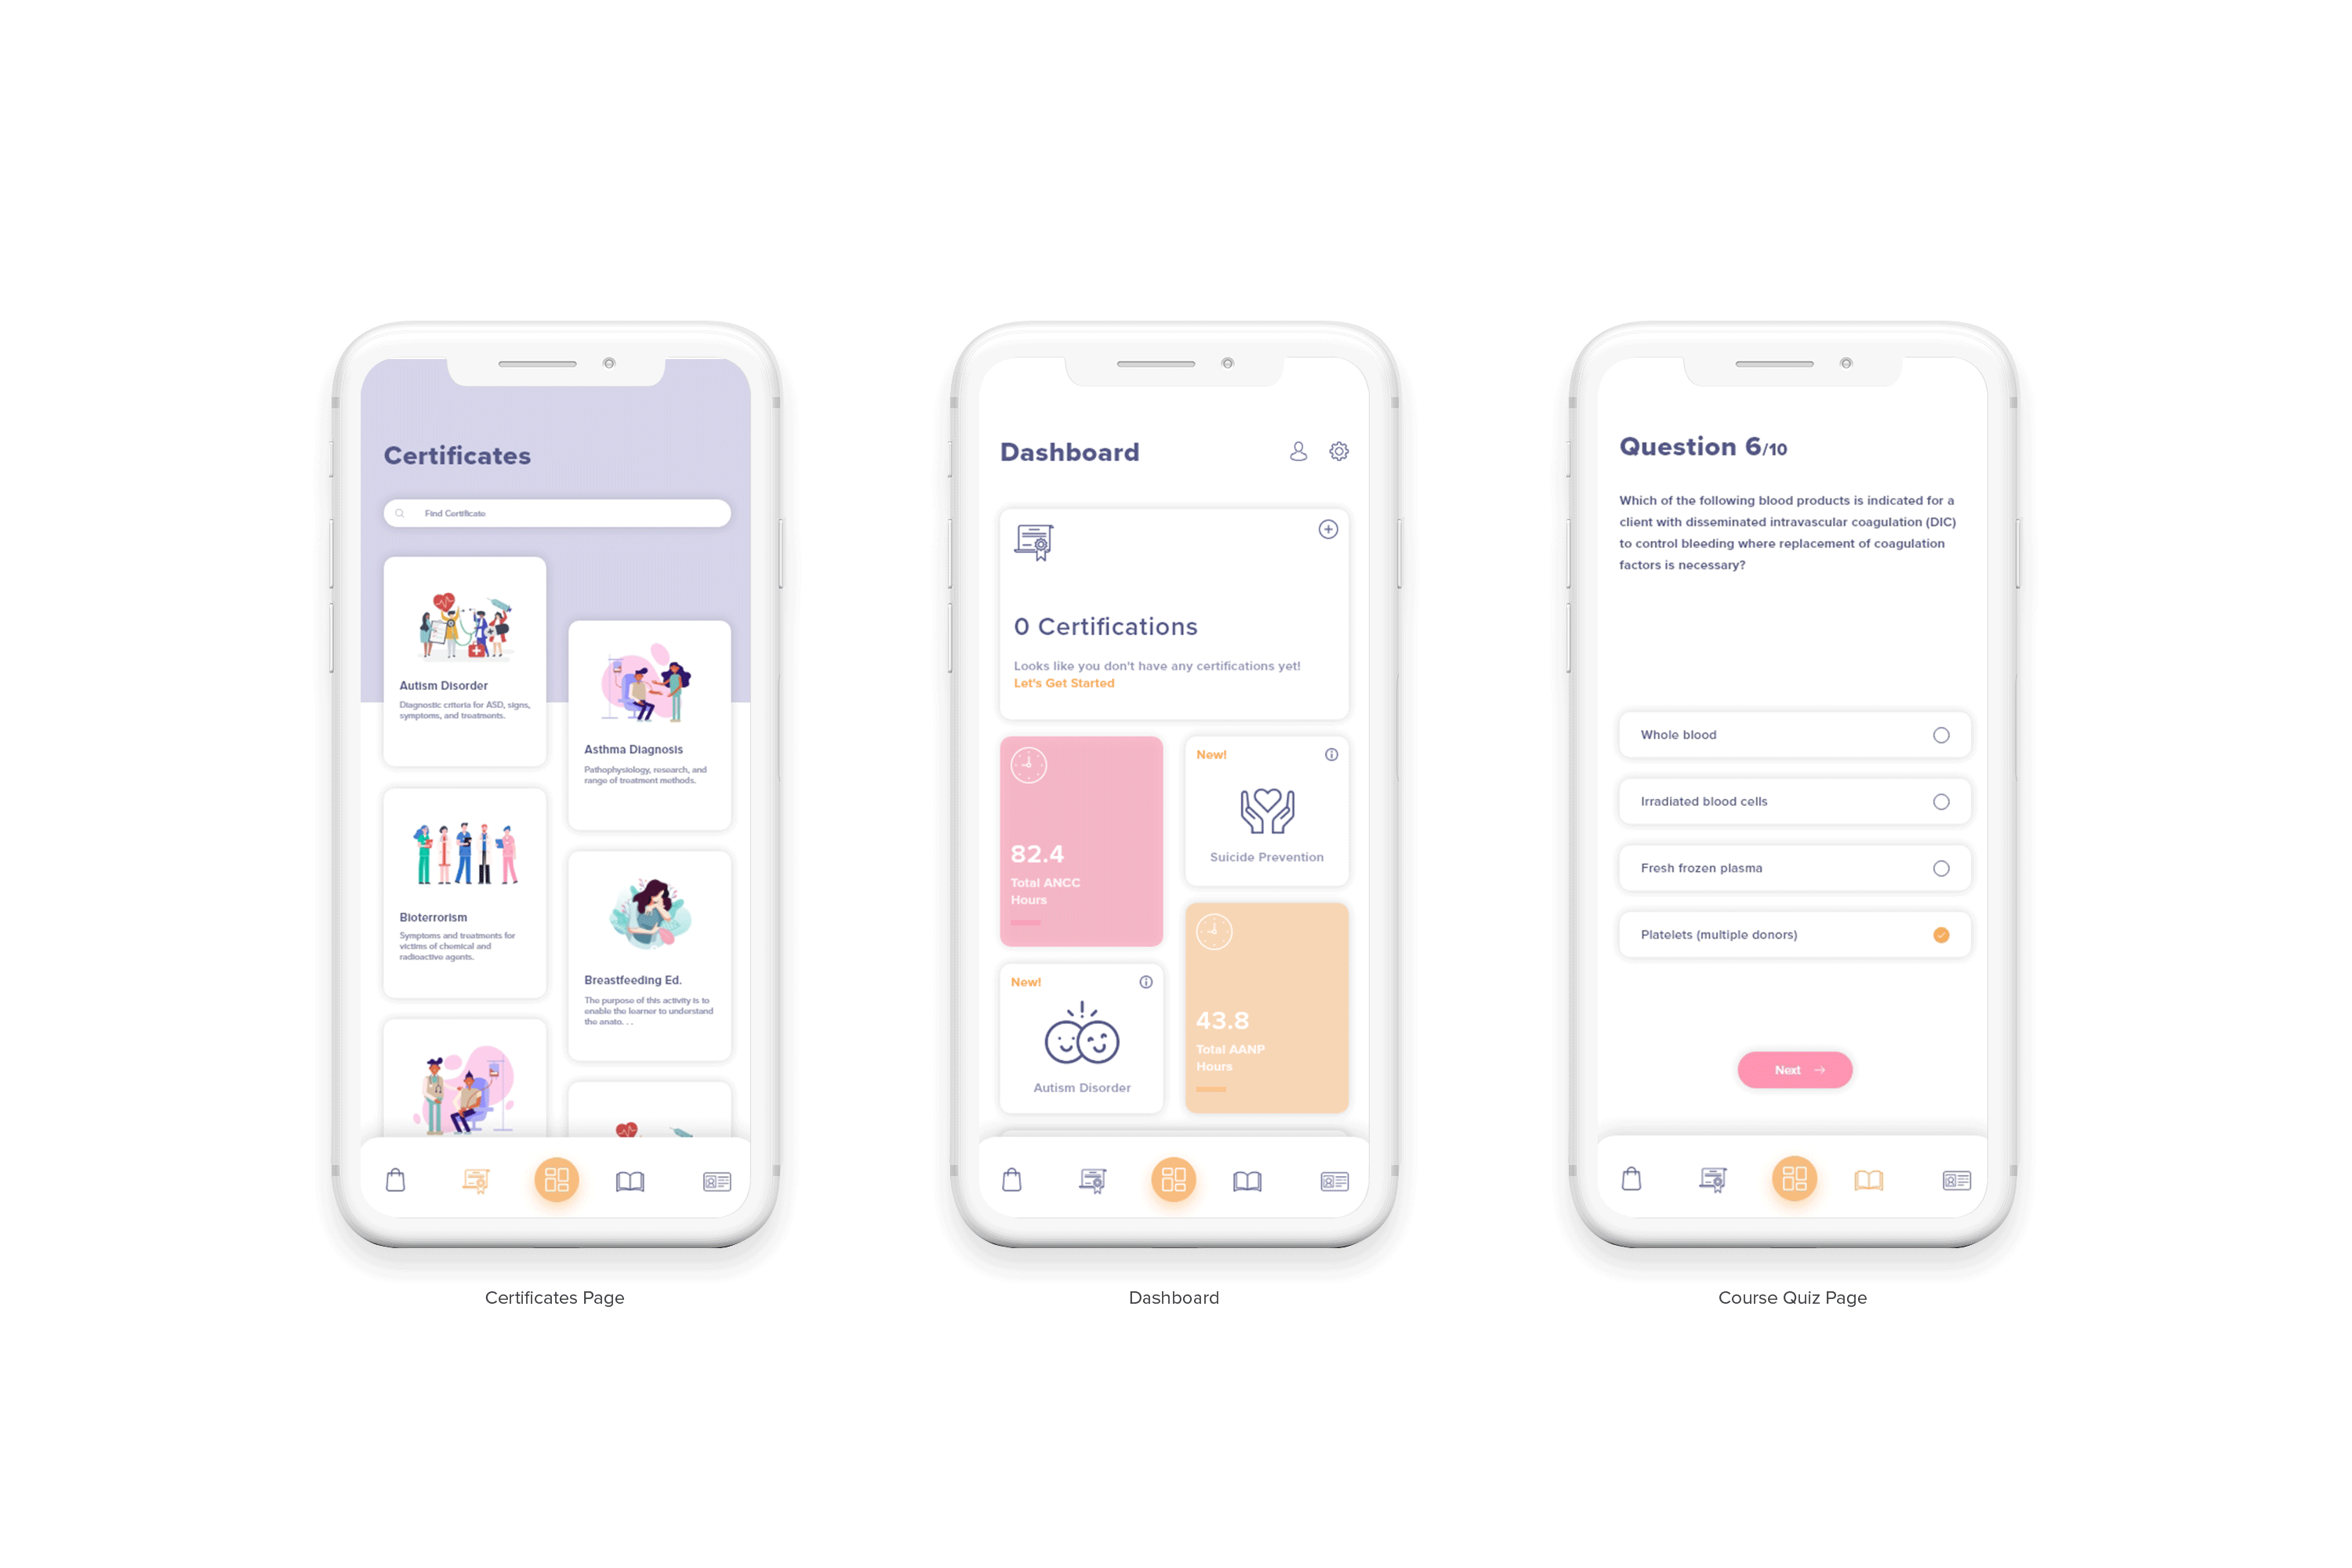 Certificates
Find Certificate
Autism Disorder
Diagnostic criteria for ASD, signs,
symptoms, and treatments.
Asthma Diagnosis
Pathophysiology, research, and
range of treatment methods.
Bioterrorism
Symptoms and treatments for
victims of chemical and
radioactive agents.
Breastfeeding Ed.
The purpose of this activity is to
enable the learner to understand
the anato. . .
Certificates Page
Dashboard
0 Certifications
Looks like you don't have any certifications yet!
Let's Get Started
82.4
Total ANCC
Hours
New!
Suicide Prevention
New!
Autism Disorder
43.8
Total AANP
Hours
Dashboard
Question 6/10
Which of the following blood products is indicated for a
client with disseminated intravascular coagulation (DIC)
to control bleeding where replacement of coagulation
factors is necessary?
Whole blood
Irradiated blood cells
Fresh frozen plasma
Platelets (multiple donors)
Next
Course Quiz Page